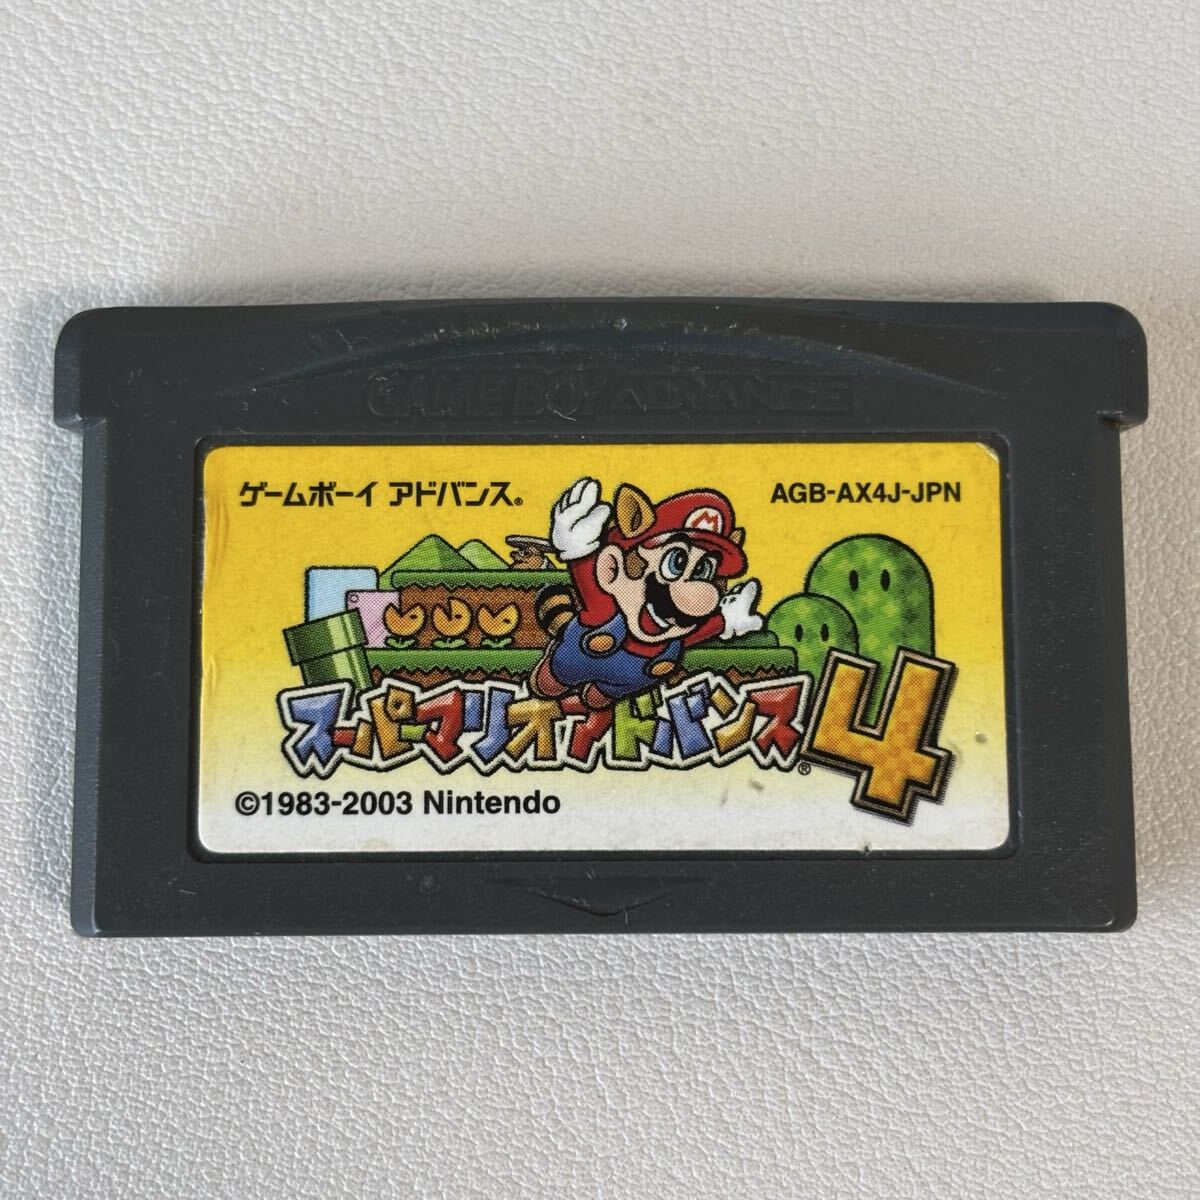 GAME BOY ADVANCE
ゲームボーイ アドバンス®
AGB-AX4J-JPN
M
スーパーマリオアドバンス4®
©1983-2003 Nintendo